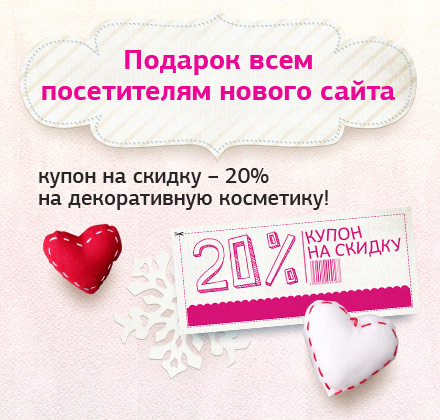 Подарок всем
посетителям нового сайта
купон на скидку – 20%
на декоративную косметику!
20% КУПОН
НА СКИДКУ